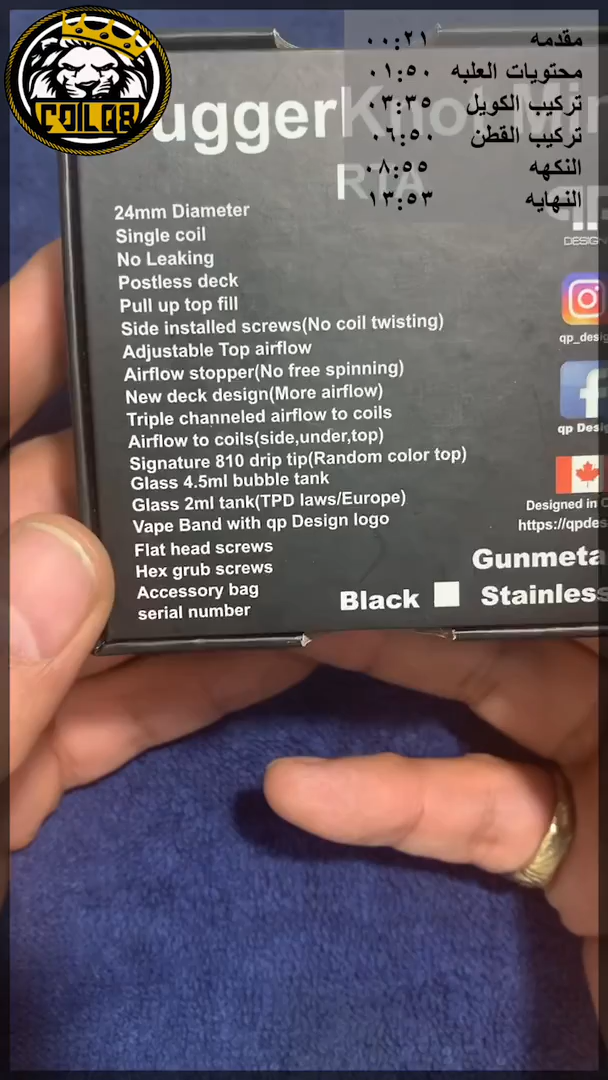 COILQ8
مقدمه ٠٠:٢١
محتويات العلبه ٠١:٥٠
تركيب الكويل ٠٣:٣٥
تركيب القطن ٠٦:٥٠
النكهه ٠٨:٥٥
النهايه ١٣:٥٣
uggerKnot Min
RTA
24mm Diameter
Single coil
No Leaking
Postless deck
Pull up top fill
Side installed screws(No coil twisting)
Adjustable Top airflow
Airflow stopper(No free spinning)
New deck design(More airflow)
Triple channeled airflow to coils
Airflow to coils(side,under,top)
Signature 810 drip tip(Random color top)
Glass 4.5ml bubble tank
Glass 2ml tank(TPD laws/Europe)
Vape Band with qp Design logo
Flat head screws
Hex grub screws
Accessory bag
serial number
DESIG
qp_desig
qp Desi
Designed in C
https://qpdes
Gunmeta
Black Stainless